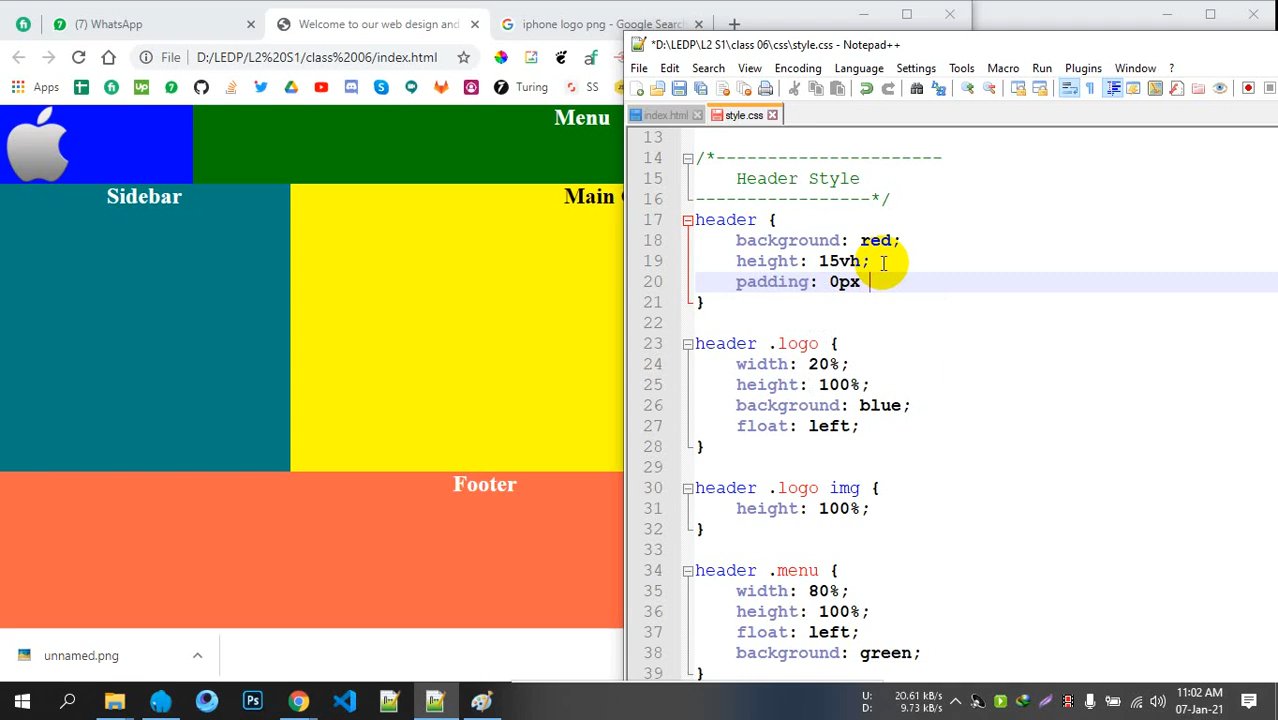 (7) WhatsApp
Welcome to our web design and
iphone logo png - Google Search
File D:/LEDP/L2%20S1/class%2006/index.html
Apps
Turing
SS
Menu
Sidebar
Main
Footer
unnamed.png
*D:\LEDP\L2 S1\class 06\css\style.css - Notepad++
File Edit Search View Encoding Language Settings Tools Macro Run Plugins Window ?
index.html style.css
13
14 /*----------------------
15 Header Style
16 -----------------*/
17 header {
18 background: red;
19 height: 15vh;
20 padding: 0px
21 }
22
23 header .logo {
24 width: 20%;
25 height: 100%;
26 background: blue;
27 float: left;
28 }
29
30 header .logo img {
31 height: 100%;
32 }
33
34 header .menu {
35 width: 80%;
36 height: 100%;
37 float: left;
38 background: green;
39 }
U: 20.61 kB/s
D: 9.73 kB/s
11:02 AM
07-Jan-21